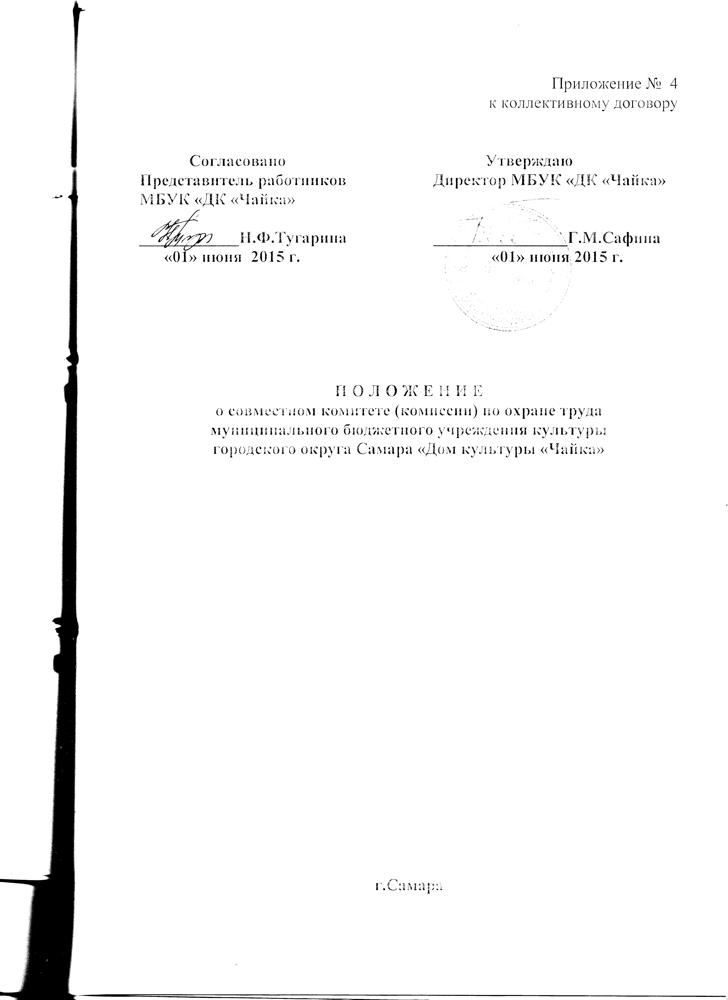 Приложение № 4
к коллективному договору
Согласовано
Представитель работников
МБУК «ДК «Чайка»
Н.Ф.Тугарина
«01» июня 2015 г.
Утверждаю
Директор МБУК «ДК «Чайка»
Г.М.Сафина
«01» июня 2015 г.
П О Л О Ж Е Н И Е
о совместном комитете (комиссии) по охране труда
муниципального бюджетного учреждения культуры
городского округа Самара «Дом культуры «Чайка»
г.Самара